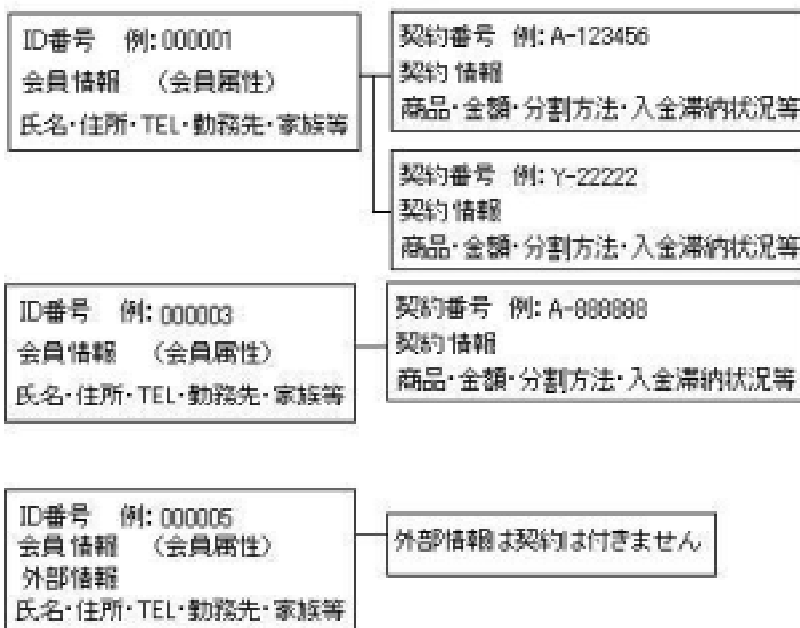 ID番号 例:000001
会員情報 (会員属性)
氏名・住所・TEL・勤務先・家族等
契約番号 例:A-123456
契約情報
商品・金額・分割方法・入金滞納状況等
契約番号 例:Y-22222
契約情報
商品・金額・分割方法・入金滞納状況等
ID番号 例:000003
会員情報 (会員属性)
氏名・住所・TEL・勤務先・家族等
契約番号 例:A-888888
契約情報
商品・金額・分割方法・入金滞納状況等
ID番号 例:000005
会員情報 (会員属性)
外部情報
氏名・住所・TEL・勤務先・家族等
外部情報は契約は付きません